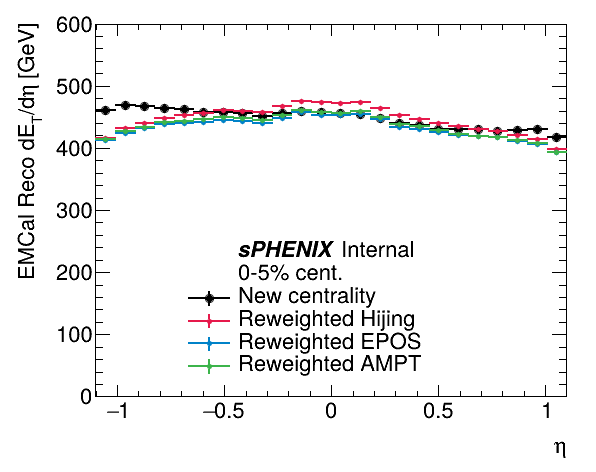 EMCal Reco dE_T/dη [GeV]
600
500
400
300
200
100
0
sPHENIX Internal
0-5% cent.
New centrality
Reweighted Hijing
Reweighted EPOS
Reweighted AMPT
−1 −0.5 0 0.5 1
η